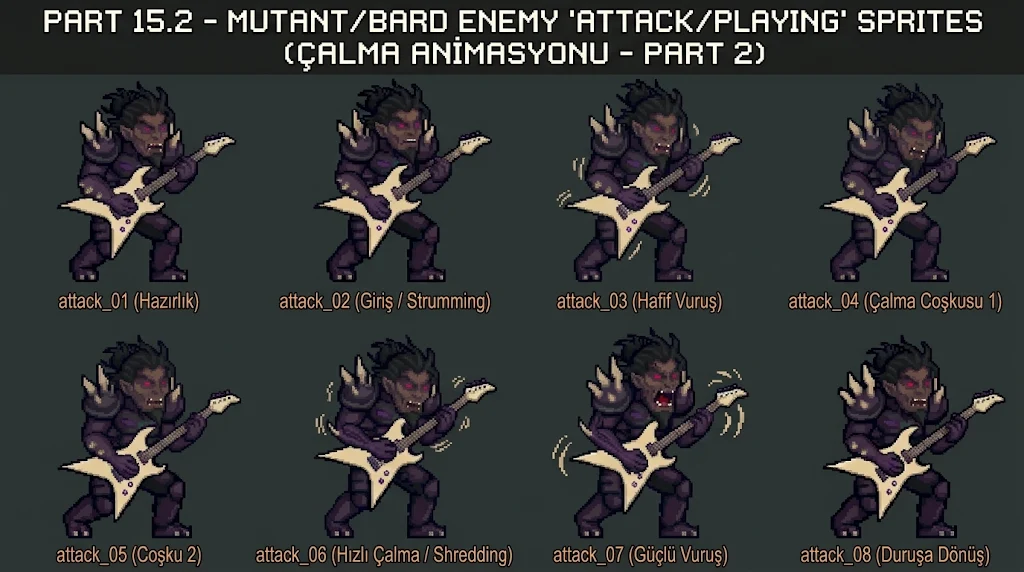 PART 15.2 - MUTANT/BARD ENEMY 'ATTACK/PLAYING' SPRITES
(ÇALMA ANİMASYONU - PART 2)
attack_01 (Hazırlık)
attack_02 (Giriş / Strumming)
attack_03 (Hafif Vuruş)
attack_04 (Çalma Coşkusu 1)
attack_05 (Coşku 2)
attack_06 (Hızlı Çalma / Shredding)
attack_07 (Güçlü Vuruş)
attack_08 (Duruşa Dönüş)